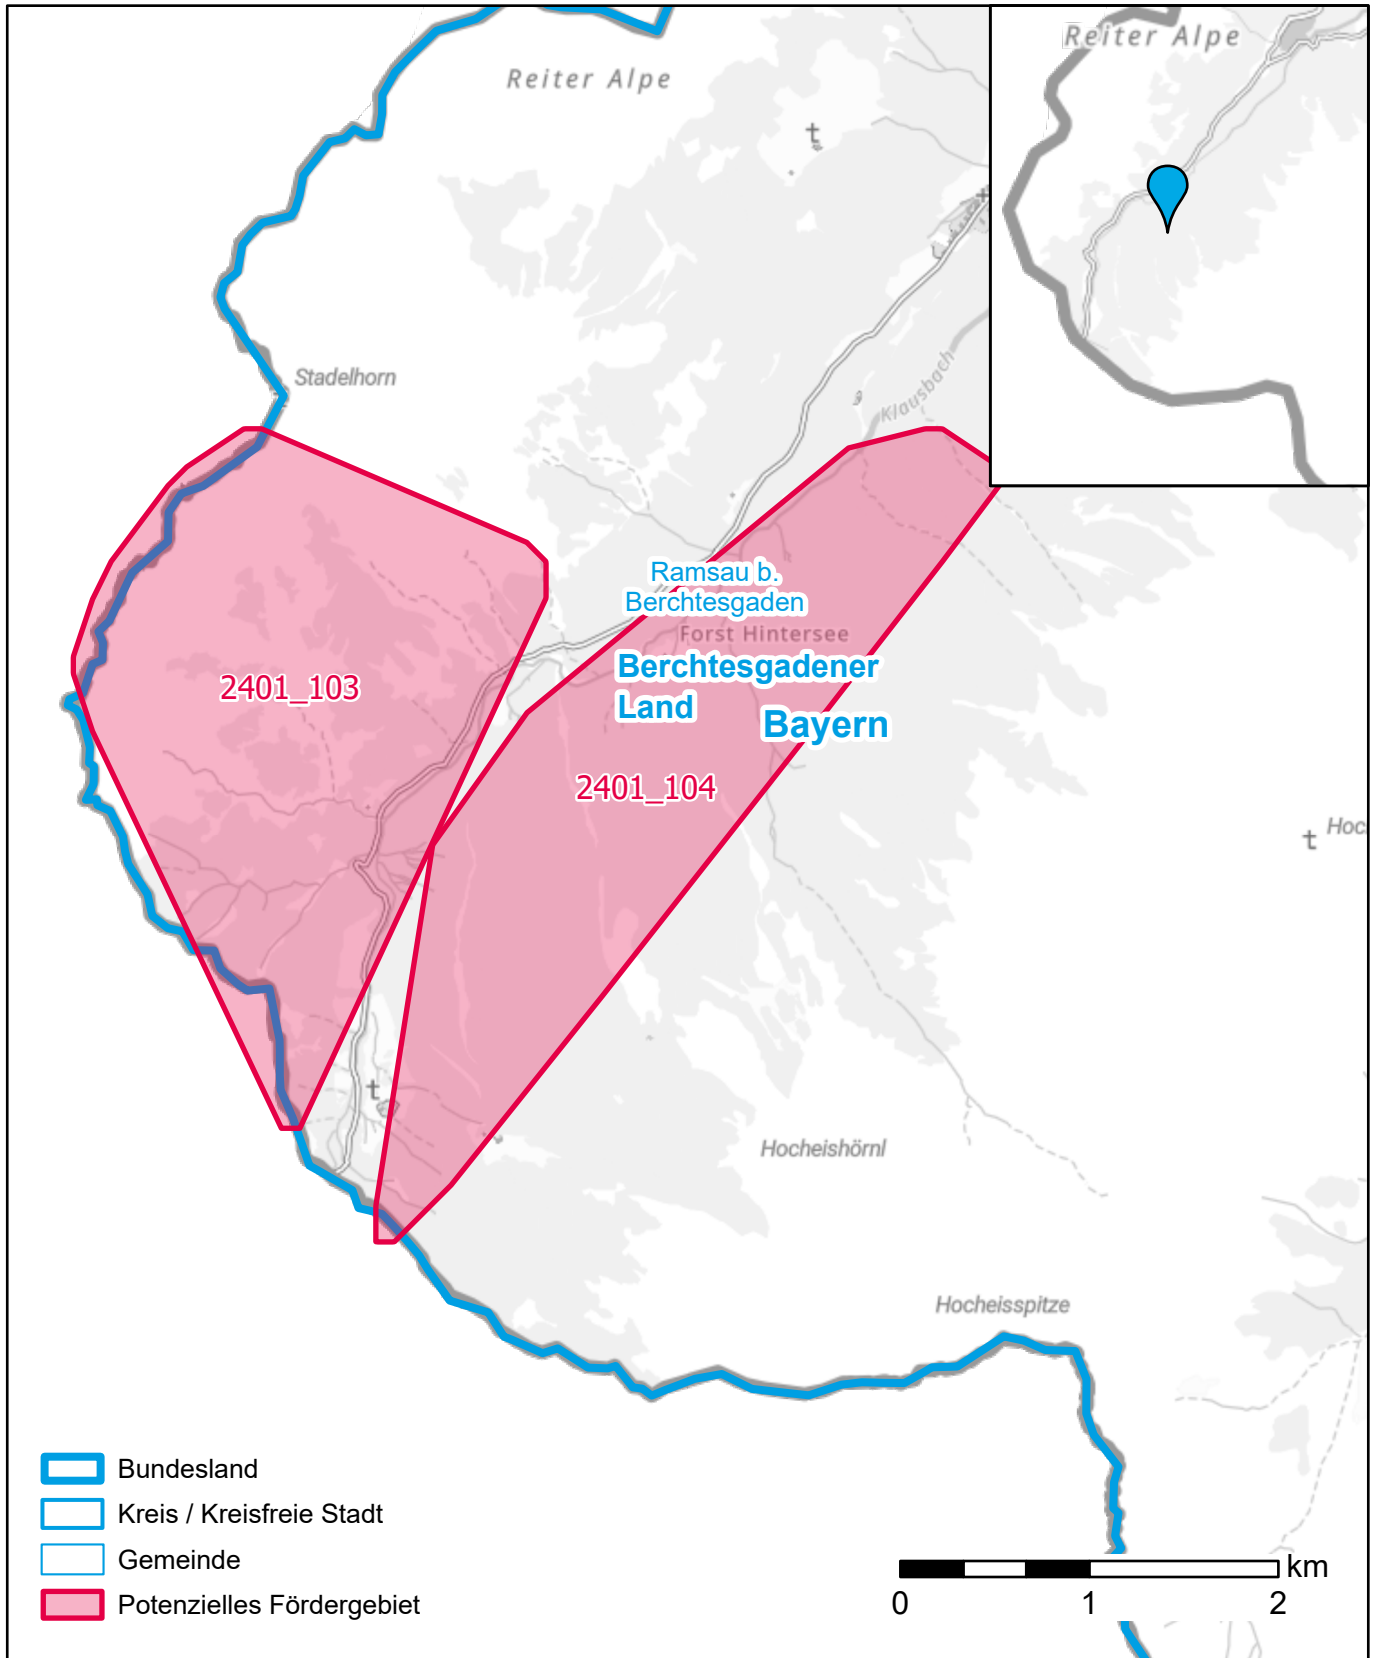 Reiter Alpe
Reiter Alpe
Stadelhorn
Klausbach
Ramsau b.
Berchtesgaden
Forst Hintersee
Berchtesgadener
Land
Bayern
2401_103
2401_104
Hoc
Hocheishörnl
Hocheisspitze
Bundesland
Kreis / Kreisfreie Stadt
Gemeinde
Potenzielles Fördergebiet
km
0 1 2